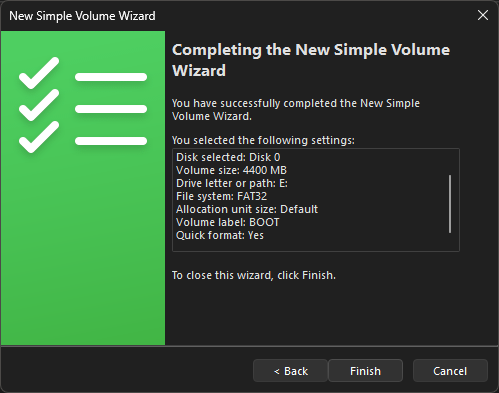 New Simple Volume Wizard
Completing the New Simple Volume
Wizard
You have successfully completed the New Simple
Volume Wizard.
You selected the following settings:
Disk selected: Disk 0
Volume size: 4400 MB
Drive letter or path: E:
File system: FAT32
Allocation unit size: Default
Volume label: BOOT
Quick format: Yes
To close this wizard, click Finish.
< Back
Finish
Cancel